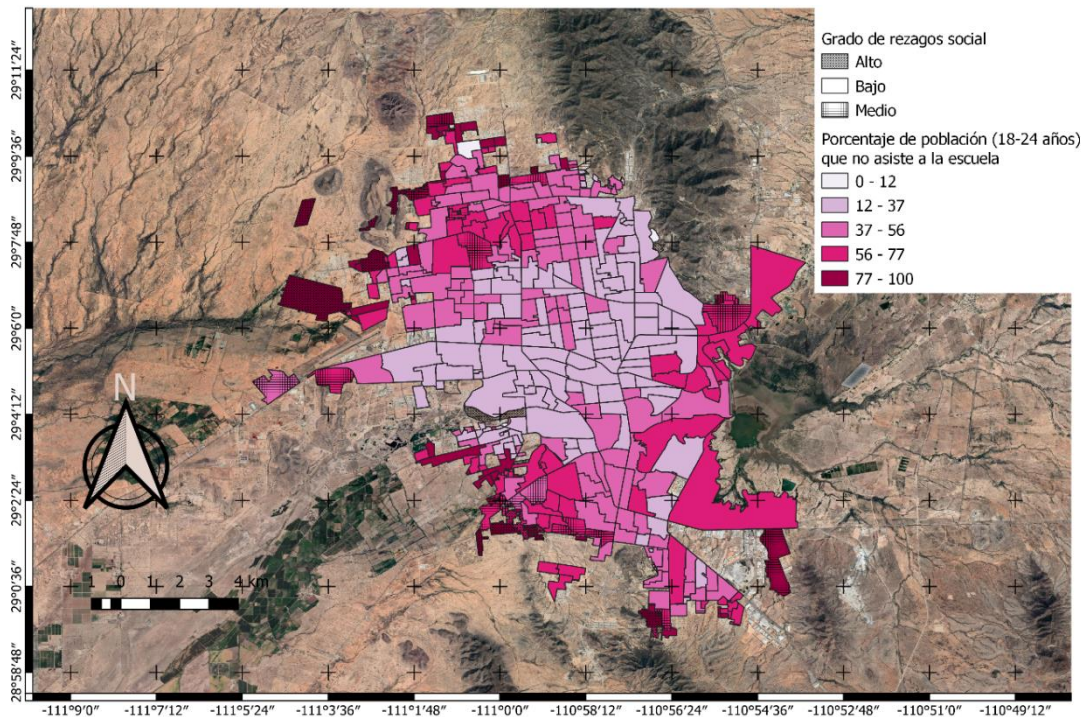 Grado de rezagos social
Alto
Bajo
Medio
Porcentaje de población (18-24 años)
que no asiste a la escuela
0 - 12
12 - 37
37 - 56
56 - 77
77 - 100
29°11′24″
29°9′36″
29°7′48″
29°6′0″
29°4′12″
29°2′24″
29°0′36″
28°58′48″
N
1 0 1 2 3 4 km
-111°9′0″ -111°7′12″ -111°5′24″ -111°3′36″ -111°1′48″ -111°0′0″ -110°58′12″ -110°56′24″ -110°54′36″ -110°52′48″ -110°51′0″ -110°49′12″